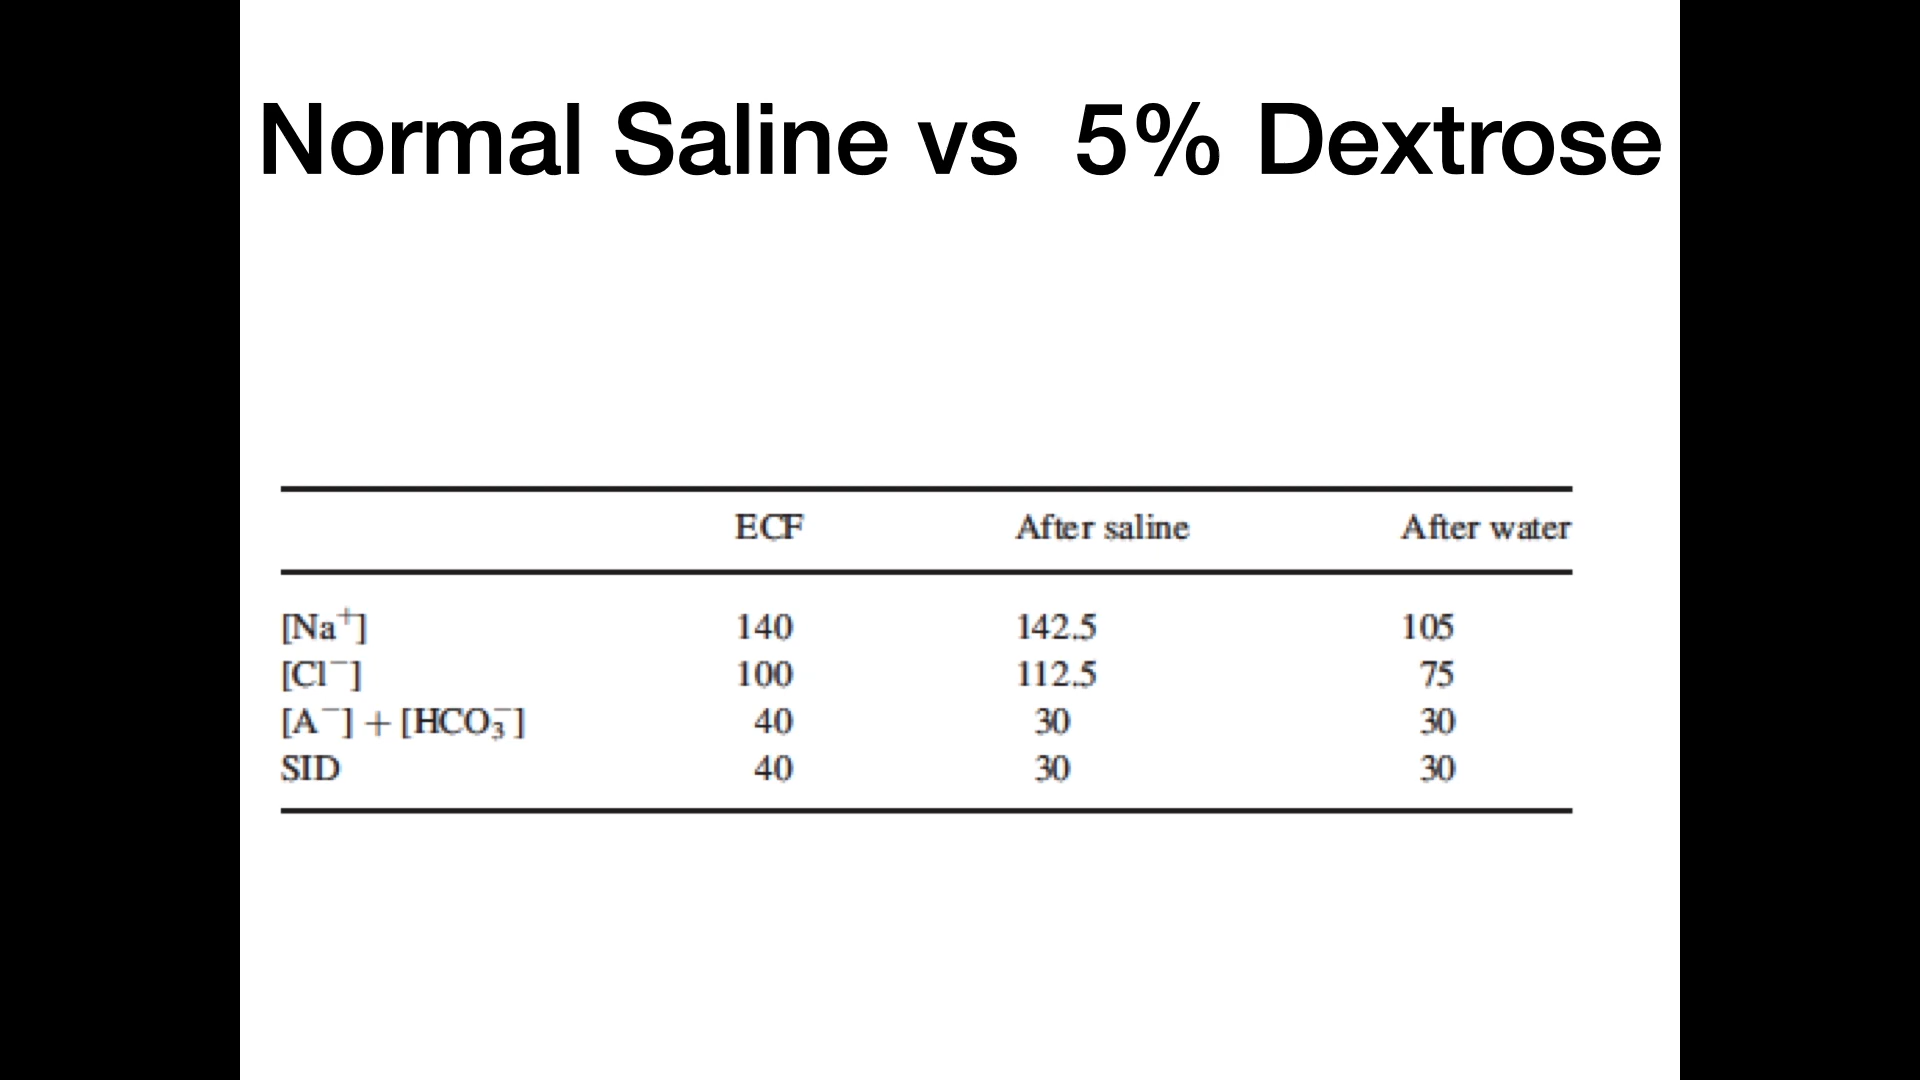 Normal Saline vs 5% Dextrose
ECF After saline After water
[Na⁺] 140 142.5 105
[Cl⁻] 100 112.5 75
[A⁻] + [HCO₃⁻] 40 30 30
SID 40 30 30